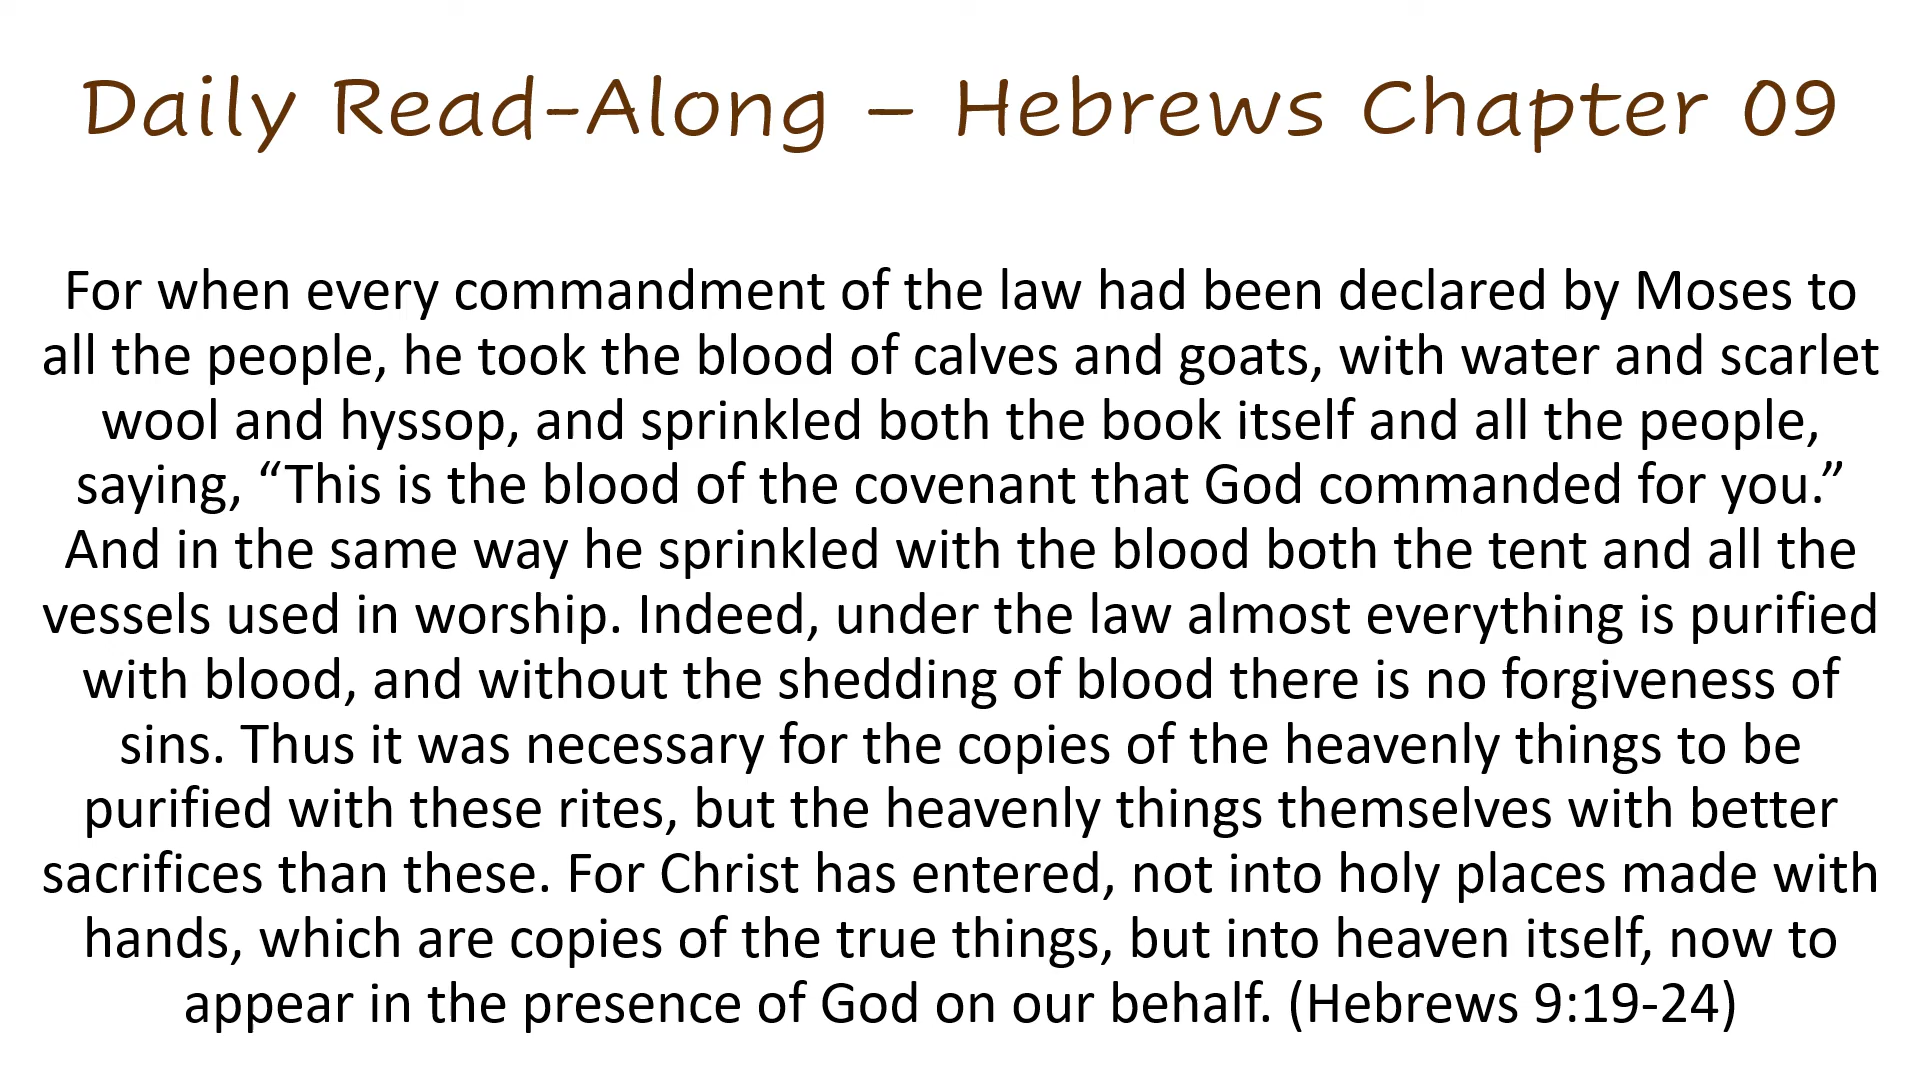 Daily Read-Along – Hebrews Chapter 09
For when every commandment of the law had been declared by Moses to
all the people, he took the blood of calves and goats, with water and scarlet
wool and hyssop, and sprinkled both the book itself and all the people,
saying, “This is the blood of the covenant that God commanded for you.”
And in the same way he sprinkled with the blood both the tent and all the
vessels used in worship. Indeed, under the law almost everything is purified
with blood, and without the shedding of blood there is no forgiveness of
sins. Thus it was necessary for the copies of the heavenly things to be
purified with these rites, but the heavenly things themselves with better
sacrifices than these. For Christ has entered, not into holy places made with
hands, which are copies of the true things, but into heaven itself, now to
appear in the presence of God on our behalf. (Hebrews 9:19-24)